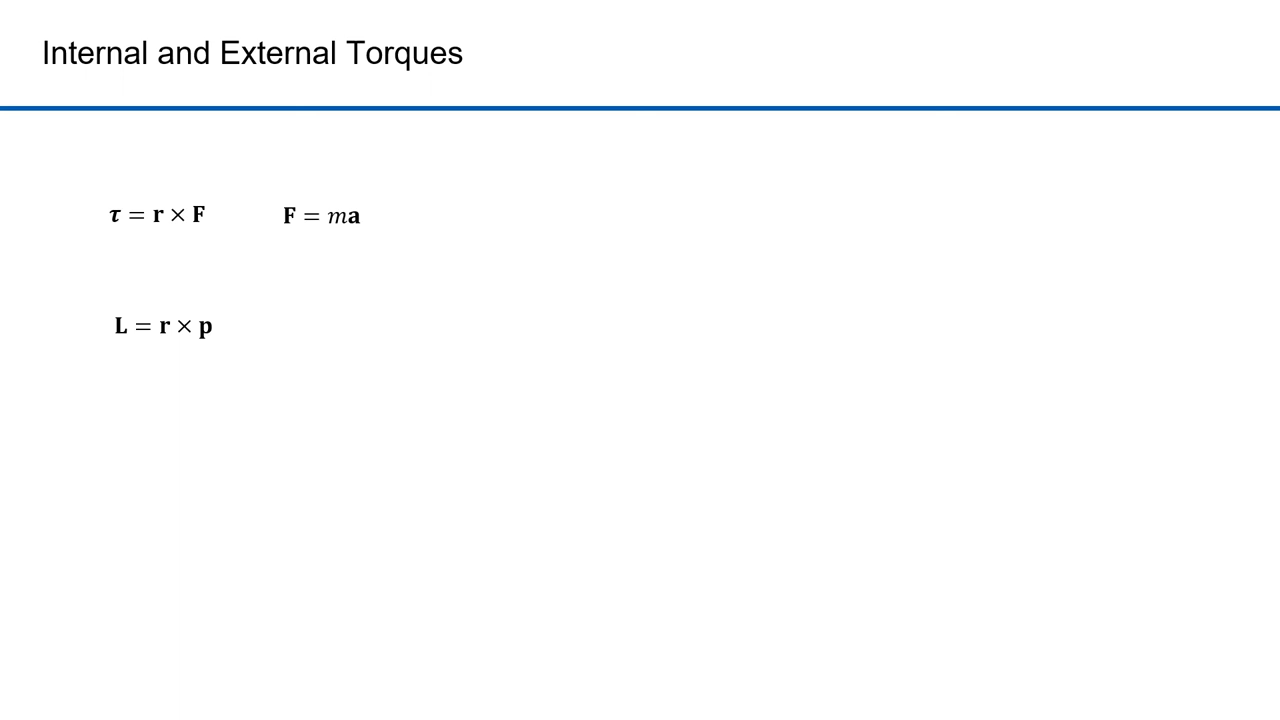 Internal and External Torques
𝝉 = 𝐫 × 𝐅 𝐅 = 𝑚𝐚
𝐋 = 𝐫 × 𝐩